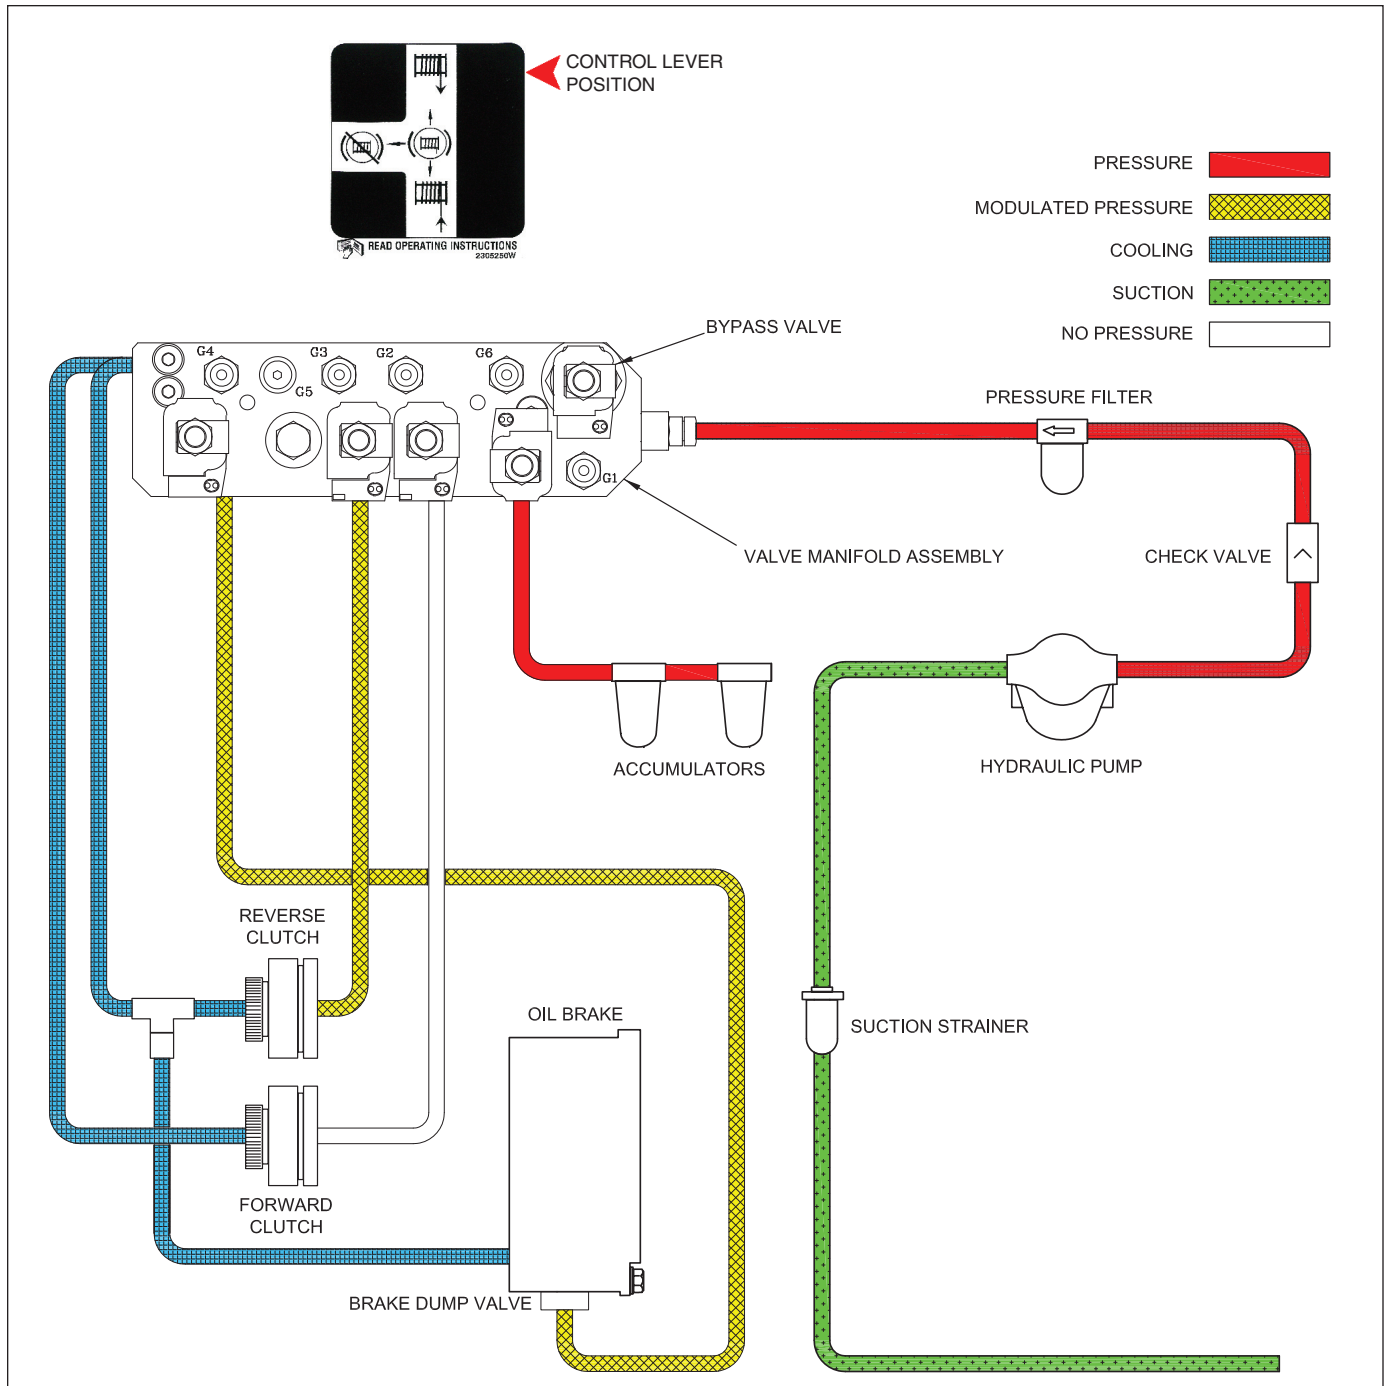 CONTROL LEVER
POSITION
READ OPERATING INSTRUCTIONS
2305250W
PRESSURE
MODULATED PRESSURE
COOLING
SUCTION
NO PRESSURE
BYPASS VALVE
G4
G3
G2
G6
G5
G1
PRESSURE FILTER
VALVE MANIFOLD ASSEMBLY
CHECK VALVE
ACCUMULATORS
HYDRAULIC PUMP
REVERSE
CLUTCH
OIL BRAKE
SUCTION STRAINER
FORWARD
CLUTCH
BRAKE DUMP VALVE